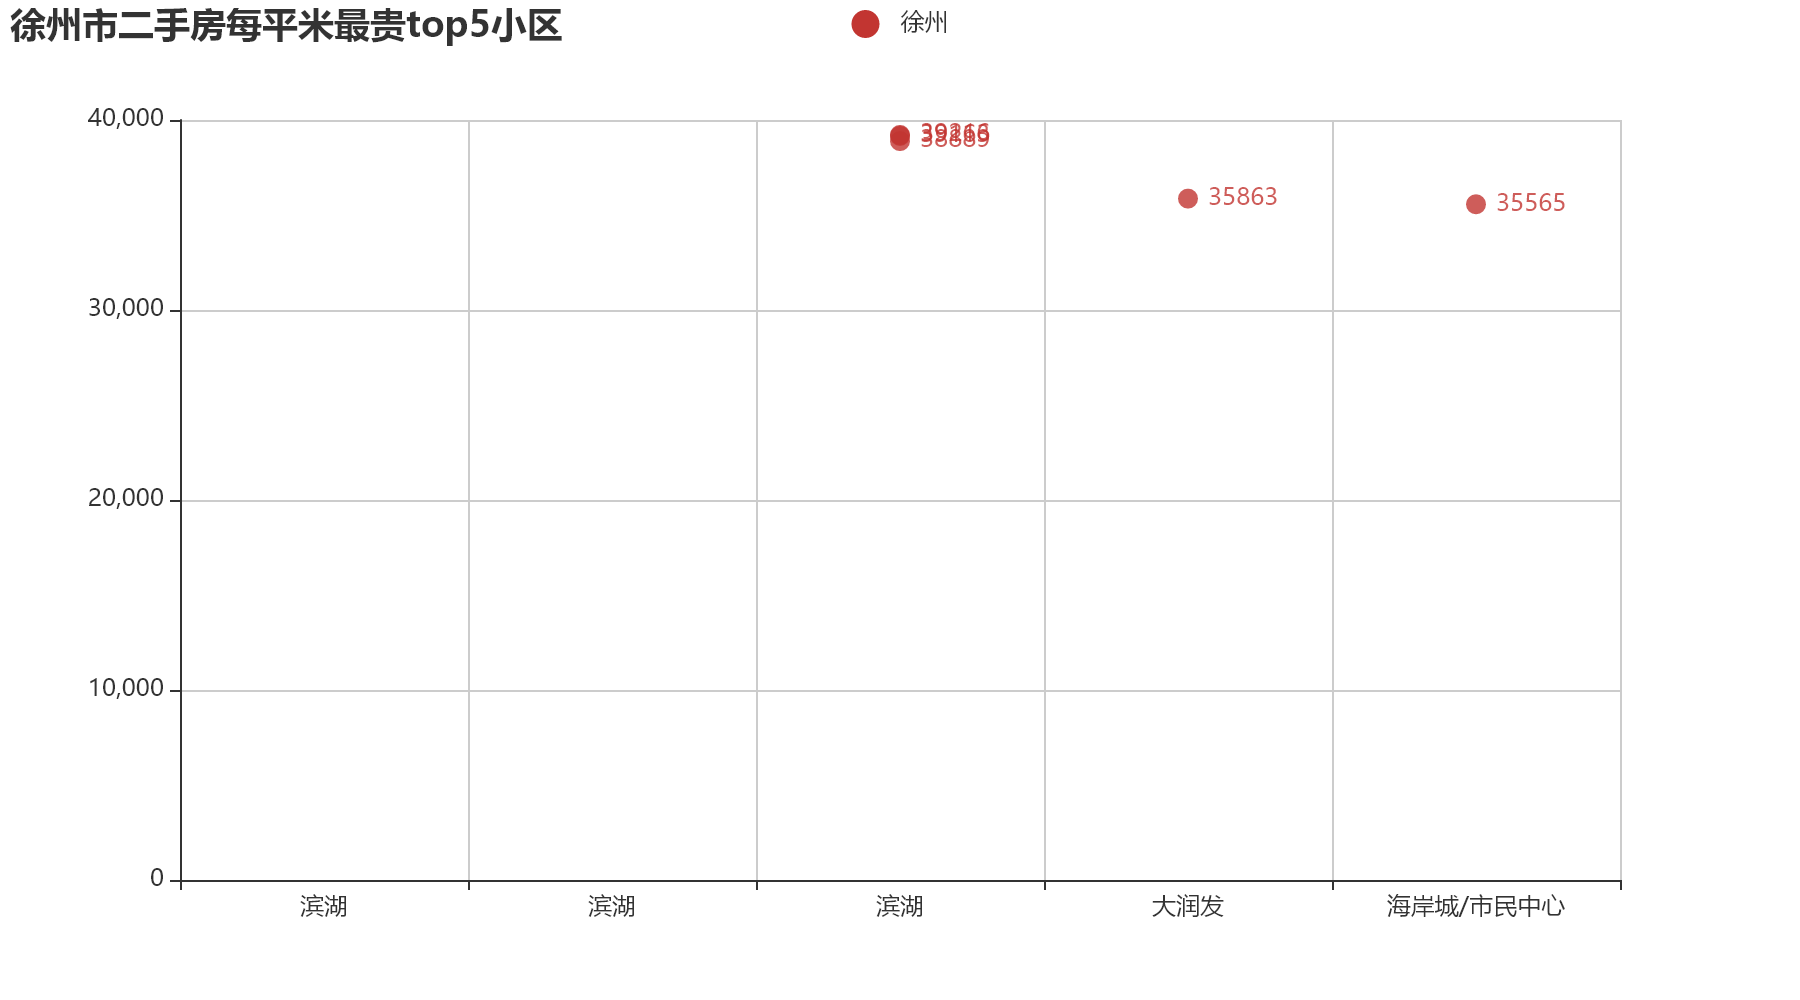 徐州市二手房每平米最贵top5小区
徐州
40,000
30,000
20,000
10,000
0
38889
35863
35565
滨湖
滨湖
滨湖
大润发
海岸城/市民中心